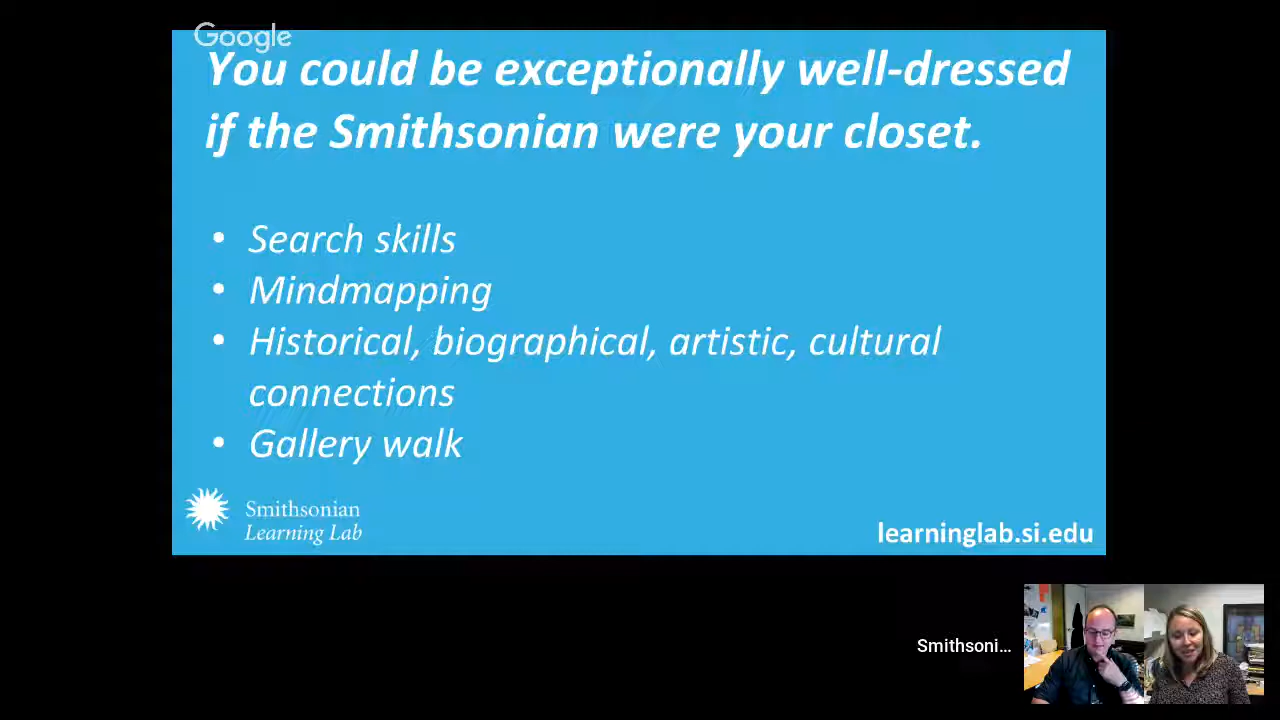 Google
You could be exceptionally well-dressed
if the Smithsonian were your closet.
• Search skills
• Mindmapping
• Historical, biographical, artistic, cultural
connections
• Gallery walk
Smithsonian
Learning Lab
learninglab.si.edu
Smithsoni...